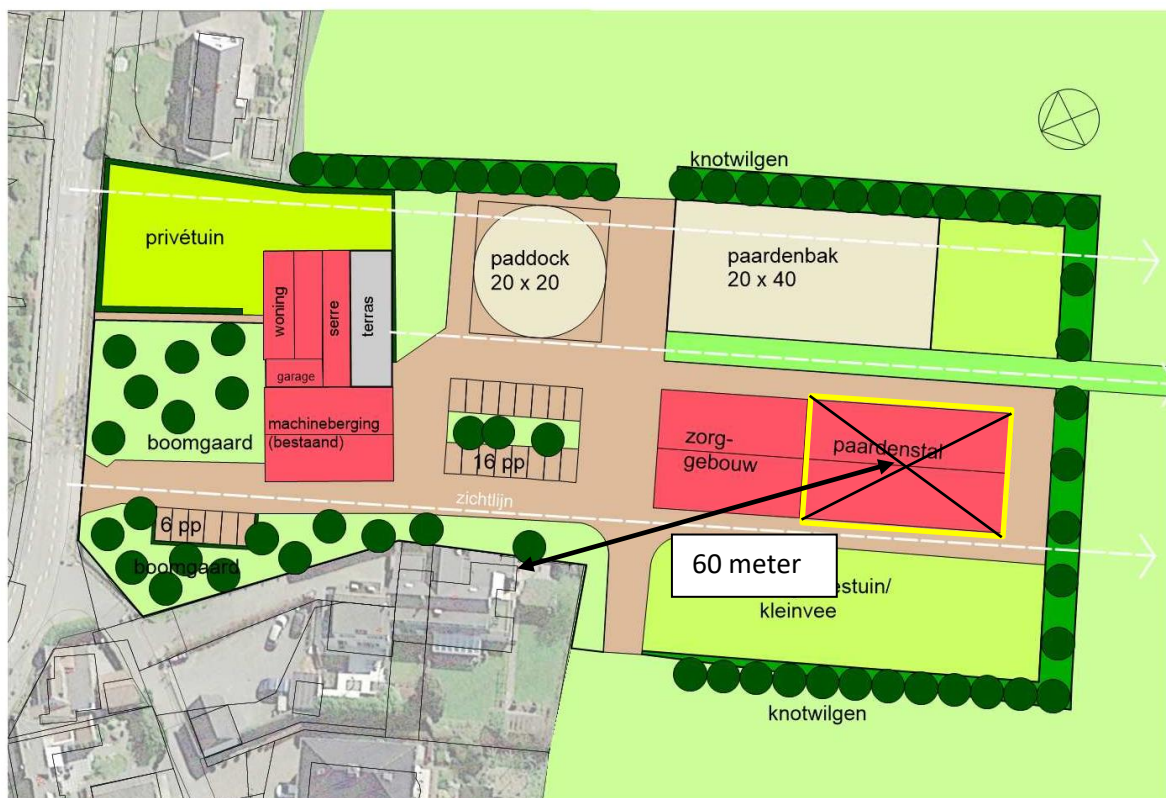 knotwilgen
privétuin
paddock
20 x 20
paardenbak
20 x 40
woning
serre
terras
garage
machineberging
(bestaand)
boomgaard
16 pp
zorg-
gebouw
paardenstal
zichtlijn
6 pp
boomgaard
60 meter
estuin/
kleinvee
knotwilgen